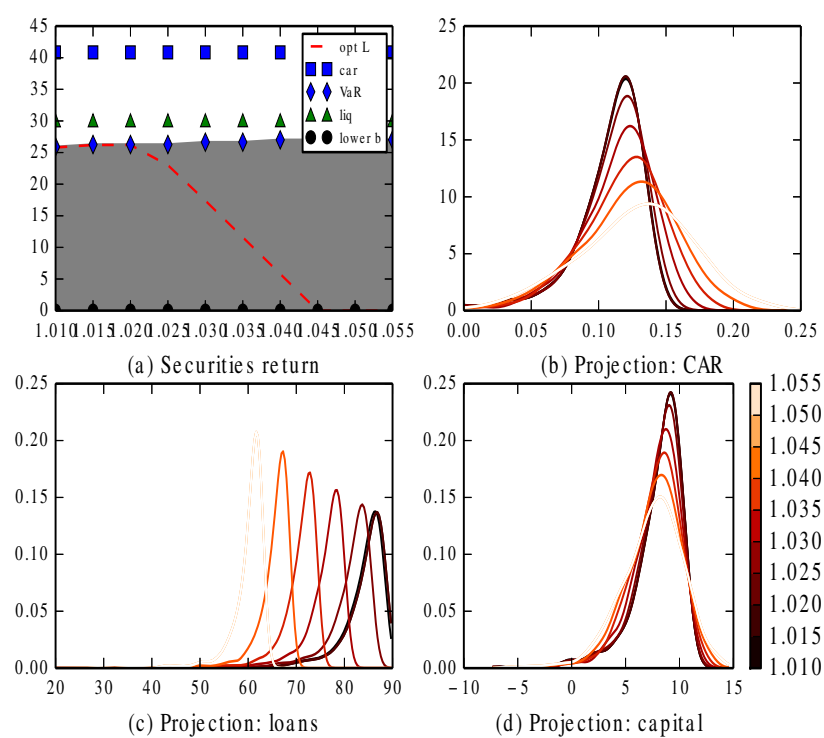 45
40
35
30
25
20
15
10
5
0
opt L
car
VaR
liq
lower b
1.010 1.015 1.020 1.025 1.030 1.035 1.040 1.045 1.050 1.055
(a) Securities return
25
20
15
10
5
0
0.00 0.05 0.10 0.15 0.20 0.25
(b) Projection: CAR
0.25
0.20
0.15
0.10
0.05
0.00
20 30 40 50 60 70 80 90
(c) Projection: loans
0.25
0.20
0.15
0.10
0.05
0.00
−10 −5 0 5 10 15
(d) Projection: capital
1.055
1.050
1.045
1.040
1.035
1.030
1.025
1.020
1.015
1.010